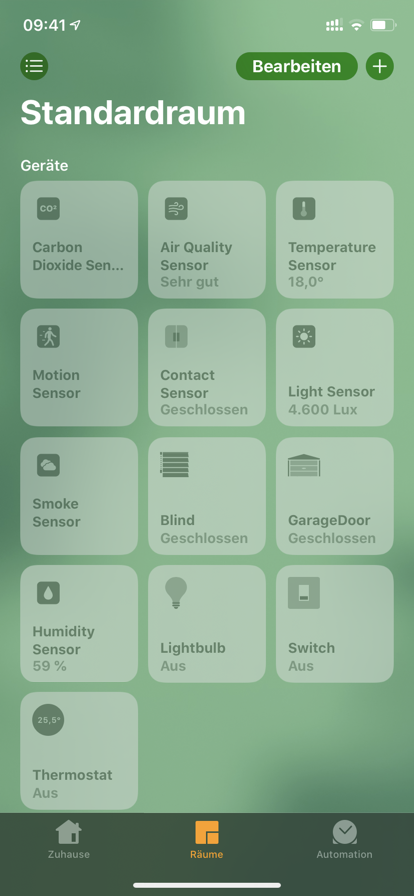 09:41
Bearbeiten
Standardraum
Geräte
CO²
Carbon
Dioxide Sen...
Air Quality
Sensor
Sehr gut
Temperature
Sensor
18,0°
Motion
Sensor
Contact
Sensor
Geschlossen
Light Sensor
4.600 Lux
Smoke
Sensor
Blind
Geschlossen
GarageDoor
Geschlossen
Humidity
Sensor
59 %
Lightbulb
Aus
Switch
Aus
25,5°
Thermostat
Aus
Zuhause
Räume
Automation